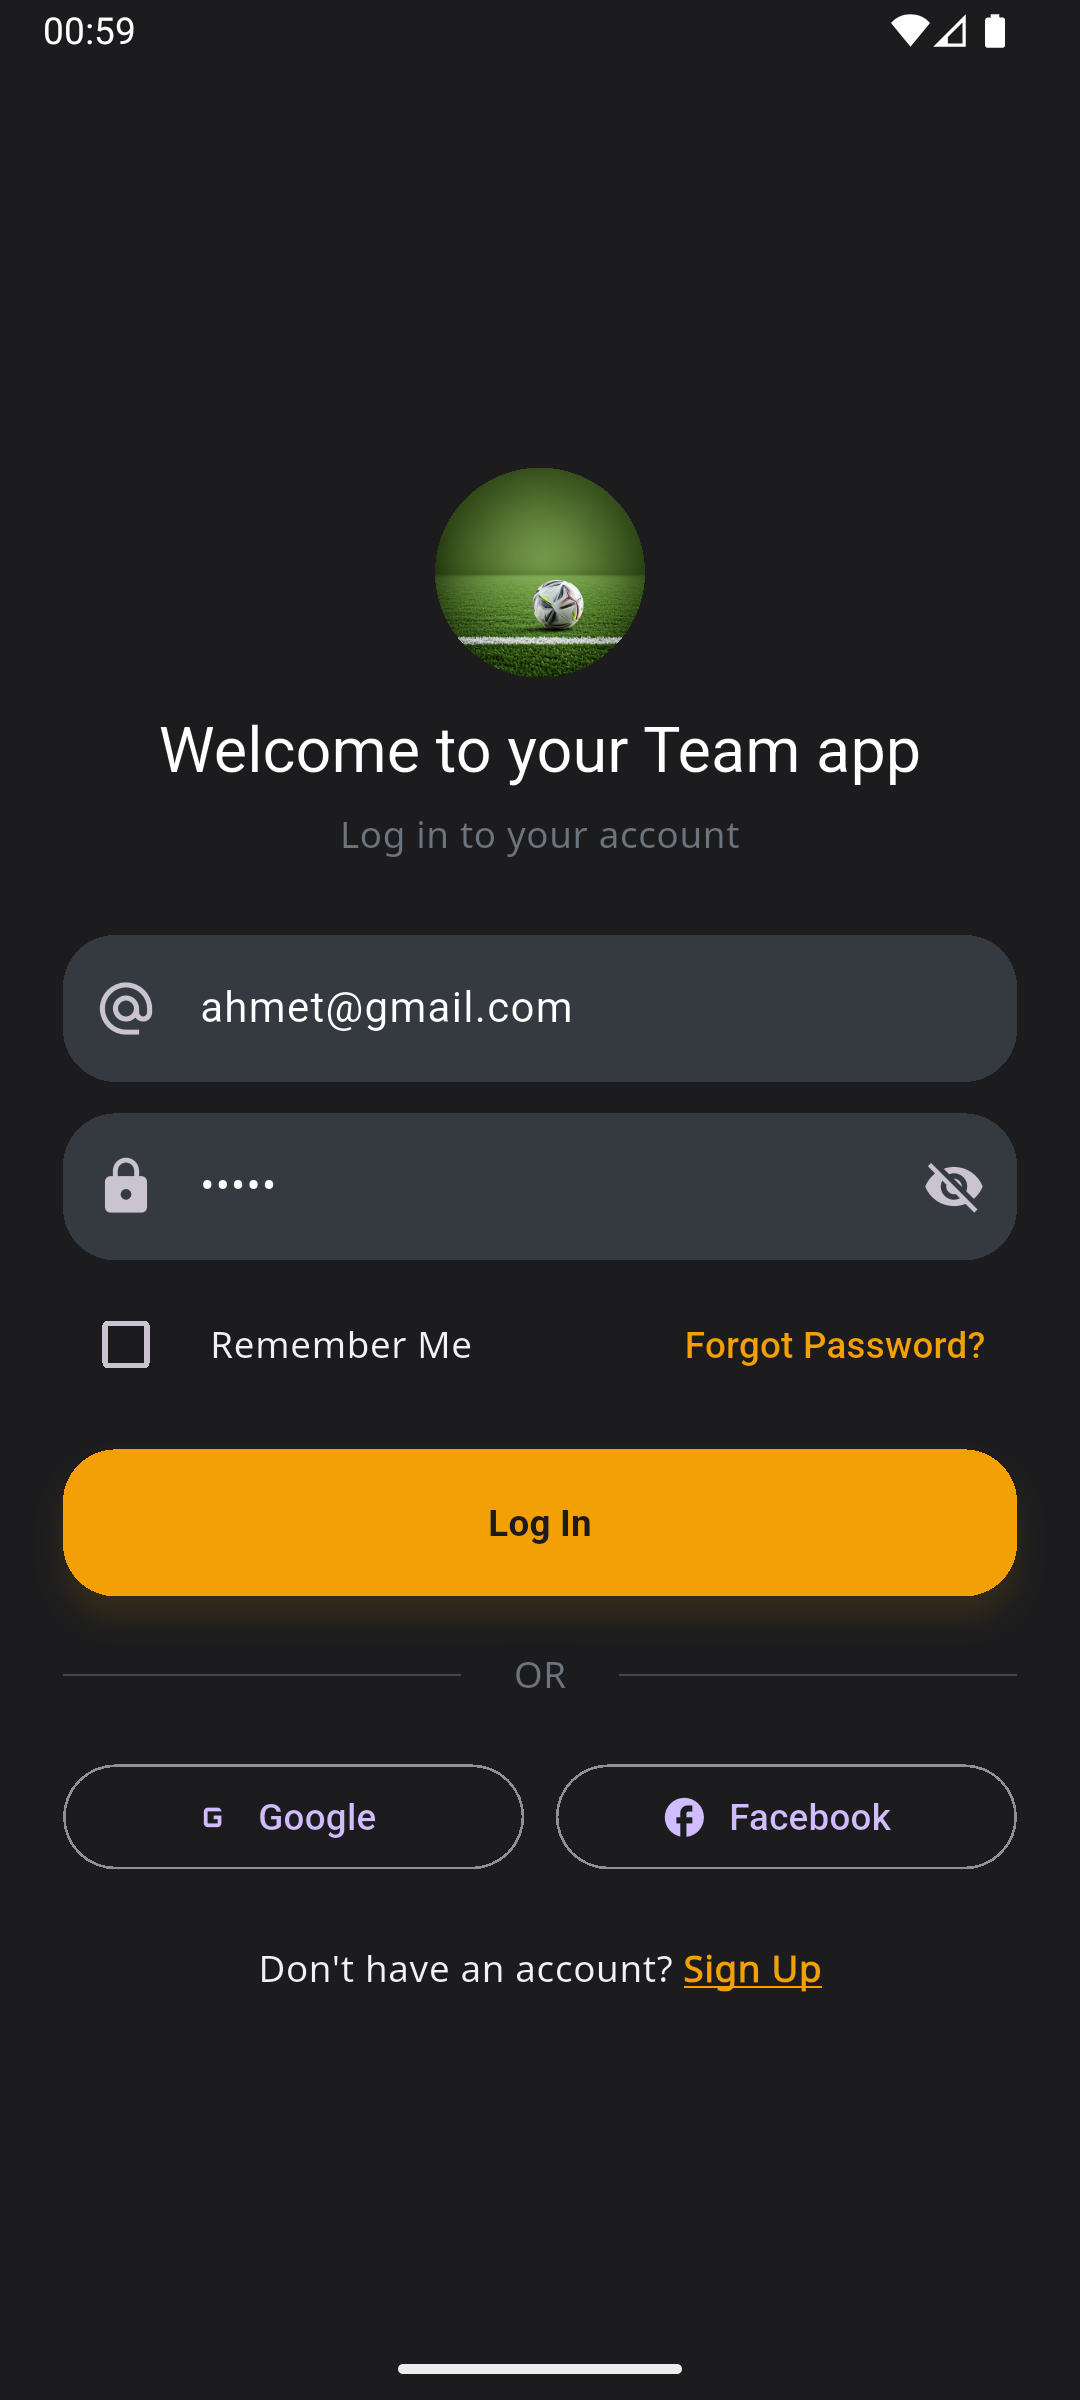 00:59
Welcome to your Team app
Log in to your account
ahmet@gmail.com
•••••
Remember Me
Forgot Password?
Log In
OR
G Google
Facebook
Don't have an account? Sign Up